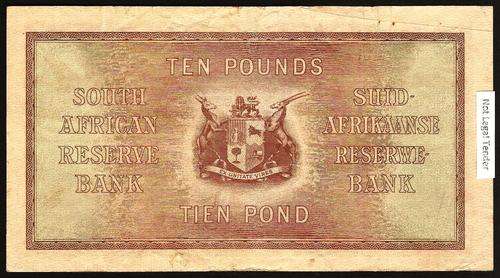 TEN POUNDS
SOUTH
AFRICAN
RESERVE
BANK
SUID-
AFRIKAANSE
RESERWE-
BANK
EX UNITATE VIRES
TIEN POND
Not Legal Tender